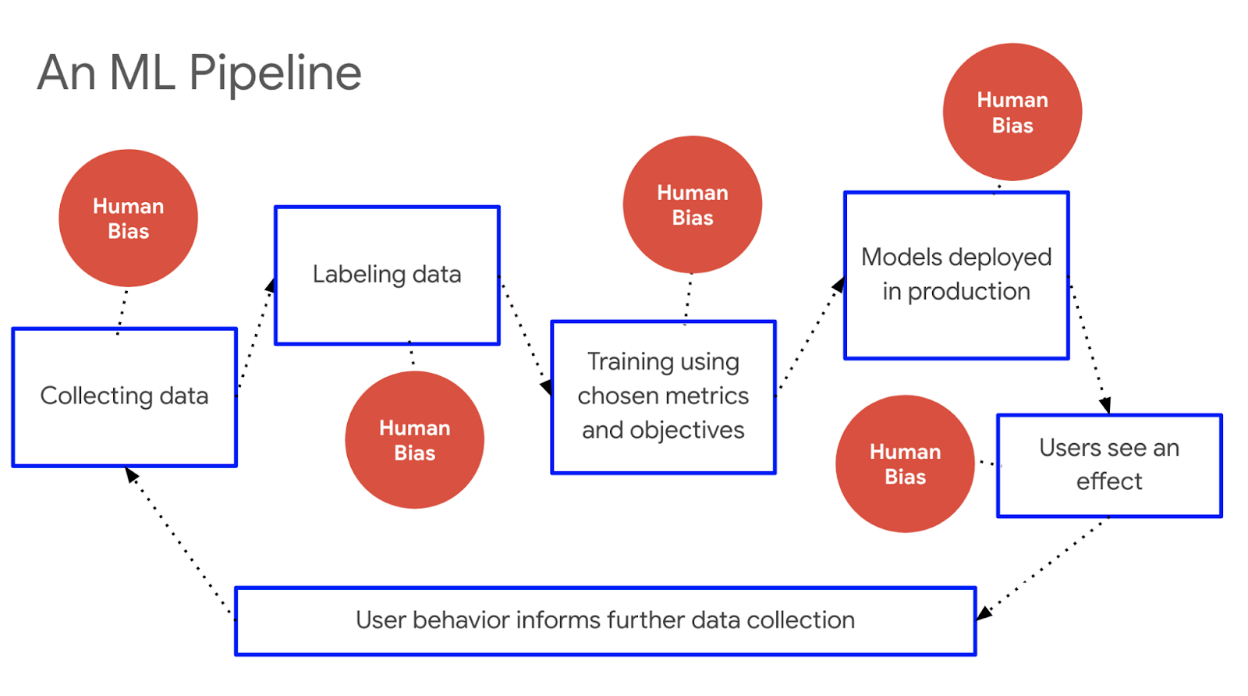 An ML Pipeline
Human
Bias
Collecting data
Labeling data
Human
Bias
Human
Bias
Training using
chosen metrics
and objectives
Human
Bias
Models deployed
in production
Human
Bias
Users see an
effect
User behavior informs further data collection